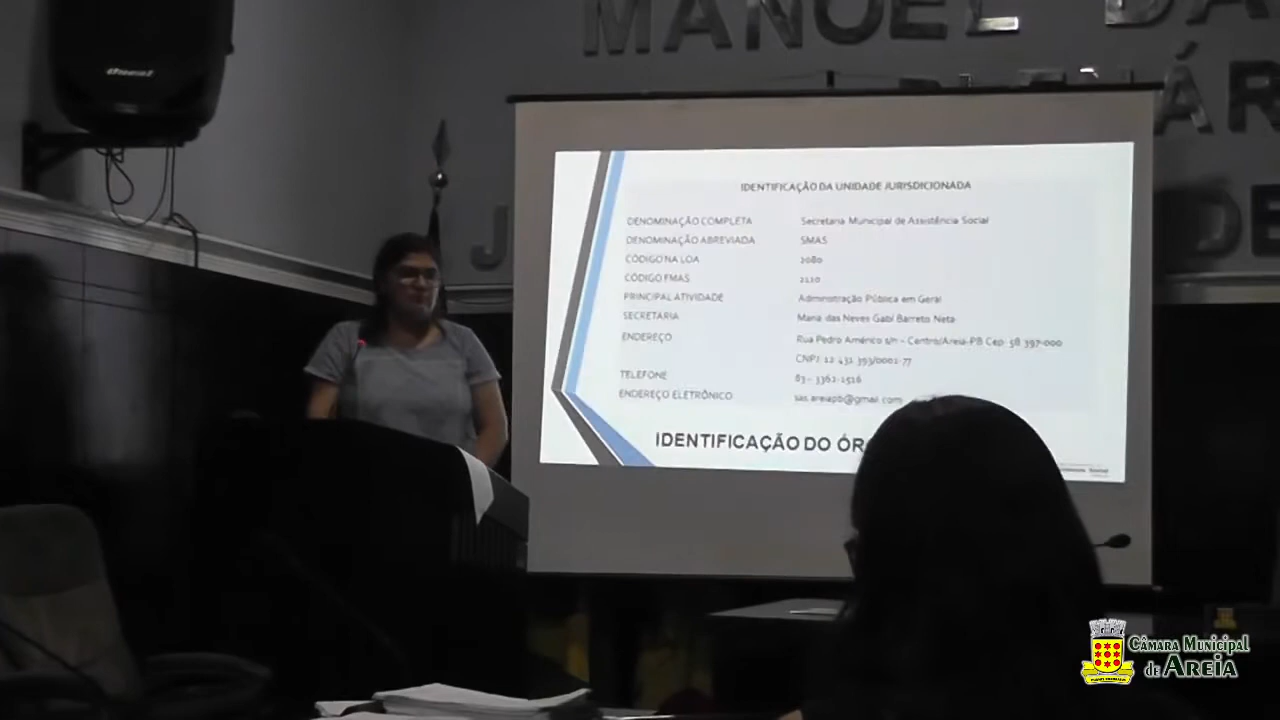 MANOEL DA
IDENTIFICAÇÃO DA UNIDADE JURISDICIONADA
DENOMINAÇÃO COMPLETA Secretaria Municipal de Assistência Social
DENOMINAÇÃO ABREVIADA SMAS
CÓDIGO NA LOA 2080
CÓDIGO FMAS 2110
PRINCIPAL ATIVIDADE Administração Pública em Geral
SECRETARIA Maria das Neves Gabi Barreto Neta
ENDEREÇO Rua Pedro Américo s/n – Centro/Areia-PB Cep: 58 397-000
CNPJ: 12 431 393/0001-77
TELEFONE 83 – 3362-1516
ENDEREÇO ELETRÔNICO sas.areiapb@gmail.com
IDENTIFICAÇÃO DO ÓR
J
DE
CÂMARA MUNICIPAL
DE AREIA